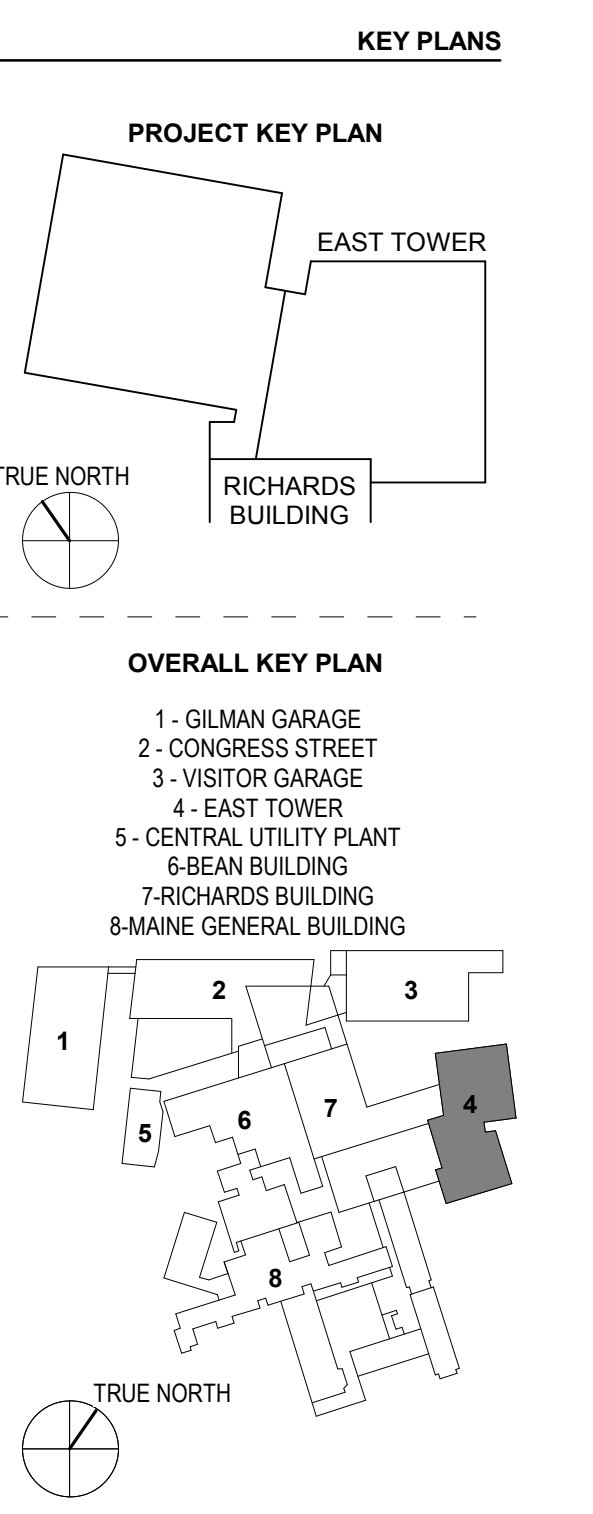 KEY PLANS
PROJECT KEY PLAN
EAST TOWER
TRUE NORTH
RICHARDS
BUILDING
OVERALL KEY PLAN
1 - GILMAN GARAGE
2 - CONGRESS STREET
3 - VISITOR GARAGE
4 - EAST TOWER
5 - CENTRAL UTILITY PLANT
6-BEAN BUILDING
7-RICHARDS BUILDING
8-MAINE GENERAL BUILDING
2
3
1
4
7
6
5
8
TRUE NORTH